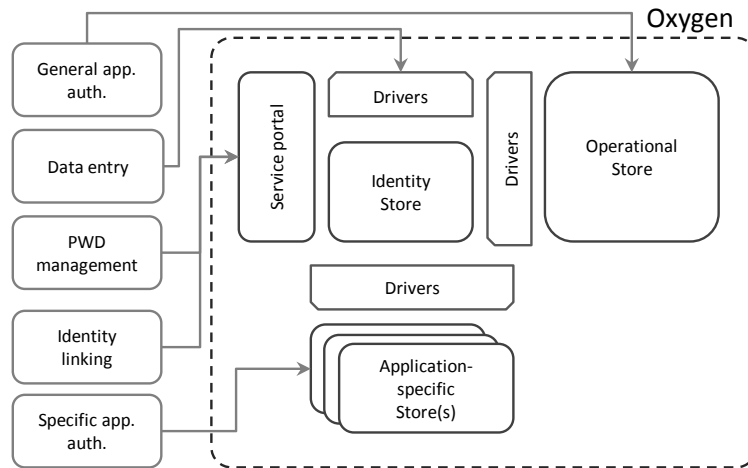 Oxygen
General app.
auth.
Data entry
PWD
management
Identity
linking
Specific app.
auth.
Service portal
Drivers
Identity
Store
Drivers
Operational
Store
Drivers
Application-
specific
Store(s)